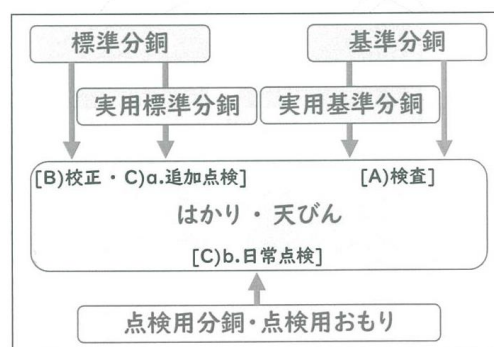 標準分銅 基準分銅
実用標準分銅 実用基準分銅
[B)校正・C)a.追加点検] [A)検査]
はかり・天びん
[C)b.日常点検]
点検用分銅・点検用おもり